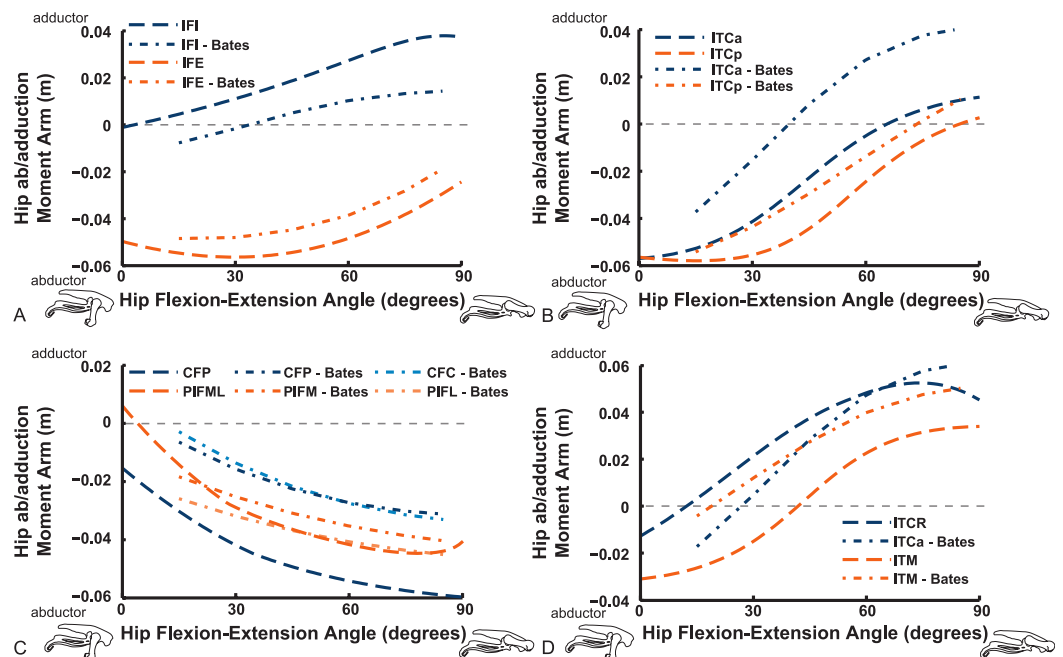 adductor
0.04
0.02
0
−0.02
−0.04
−0.06
Hip ab/adduction
Moment Arm (m)
IFI
IFI - Bates
IFE
IFE - Bates
0
30
60
90
abductor
Hip Flexion-Extension Angle (degrees)
A
adductor
0.04
0.02
0
−0.02
−0.04
−0.06
Hip ab/adduction
Moment Arm (m)
ITCa
ITCp
ITCa - Bates
ITCp - Bates
0
30
60
90
abductor
Hip Flexion-Extension Angle (degrees)
B
adductor
0.02
0
−0.02
−0.04
−0.06
Hip ab/adduction
Moment Arm (m)
CFP CFP - Bates CFC - Bates
PIFML PIFM - Bates PIFL - Bates
0
30
60
90
abductor
Hip Flexion-Extension Angle (degrees)
C
adductor
0.06
0.04
0.02
0
−0.02
0.04
Hip ab/adduction
Moment Arm (m)
ITCR
ITCa - Bates
ITM
ITM - Bates
0
30
60
90
abductor
Hip Flexion-Extension Angle (degrees)
D